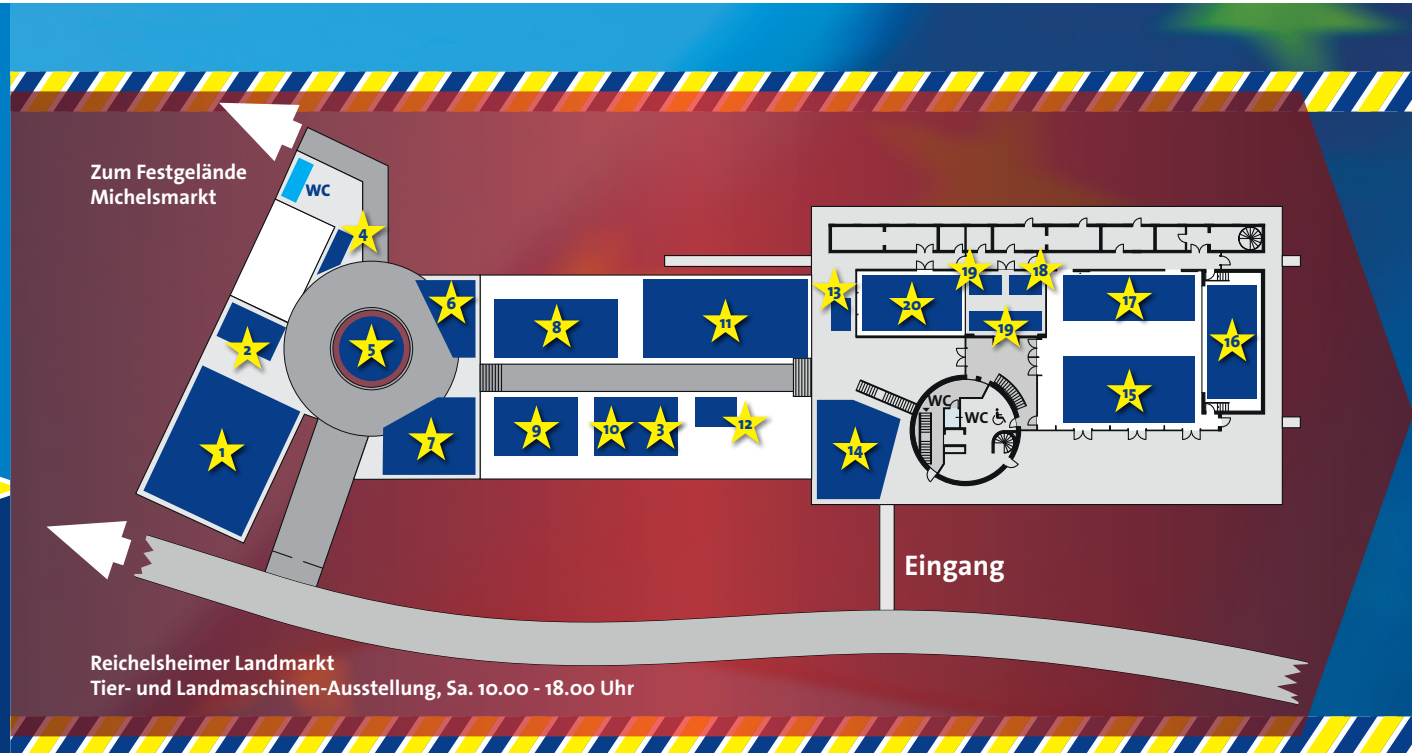 Zum Festgelände
Michelsmarkt
WC
4
19
18
13
6
20
17
8
11
19
2
5
16
15
WC
WC
9
10
3
12
7
14
1
Eingang
Reichelsheimer Landmarkt
Tier- und Landmaschinen-Ausstellung, Sa. 10.00 - 18.00 Uhr